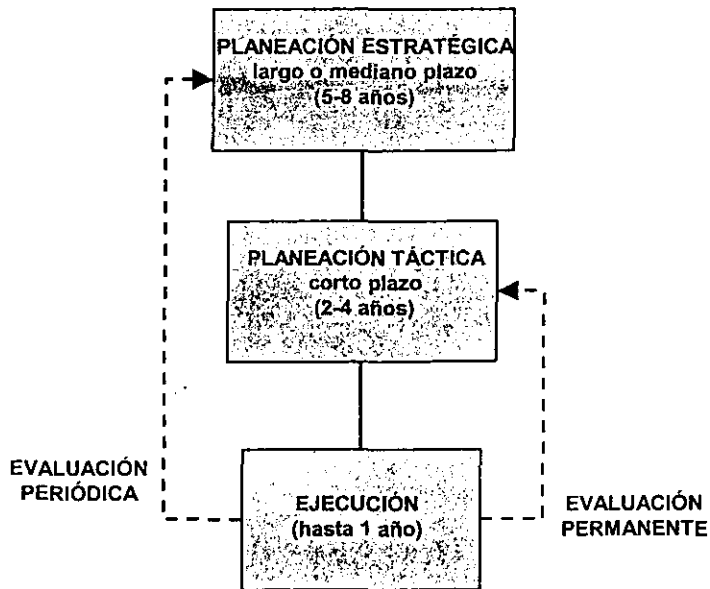 PLANEACIÓN ESTRATÉGICA
largo o mediano plazo
(5-8 años)
PLANEACIÓN TÁCTICA
corto plazo
(2-4 años)
EVALUACIÓN
PERIÓDICA
EJECUCIÓN
(hasta 1 año)
EVALUACIÓN
PERMANENTE